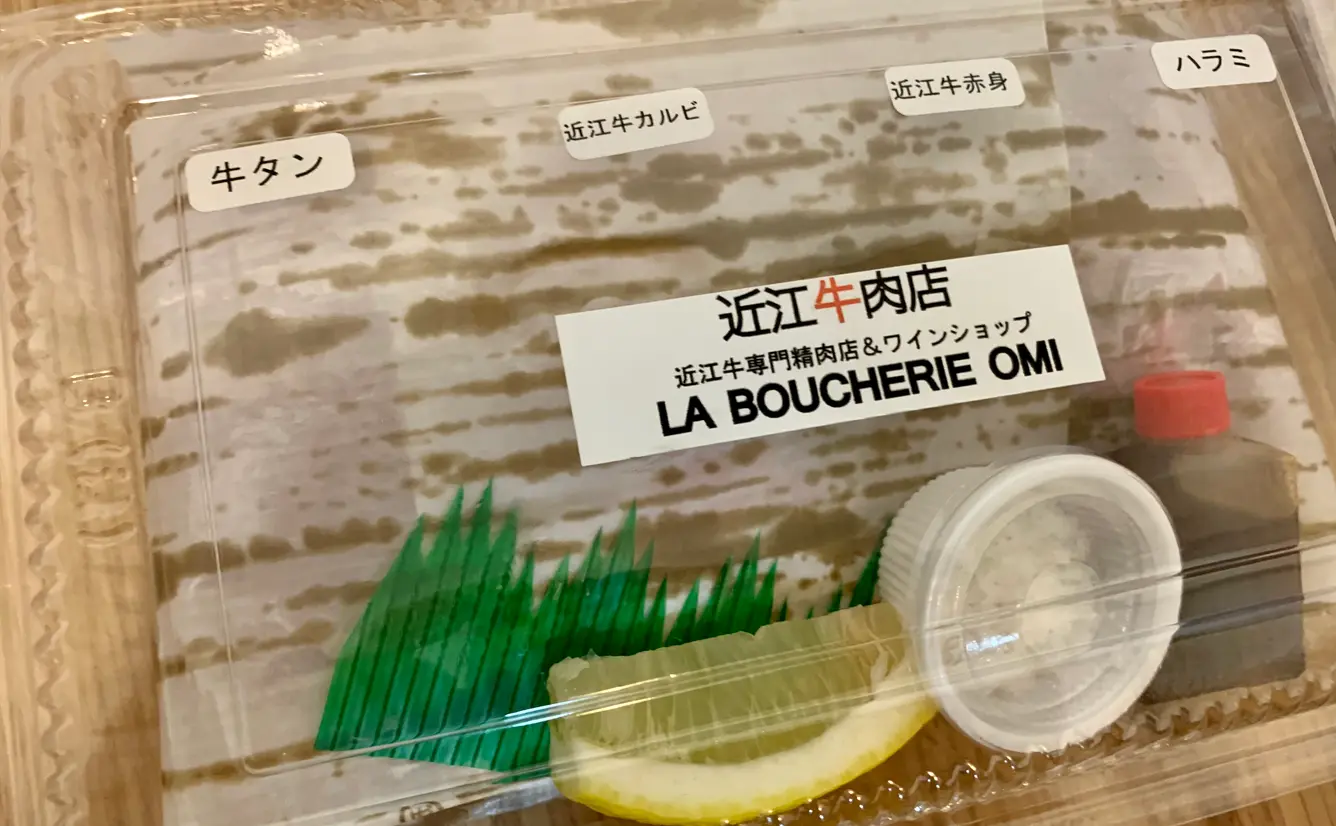 牛タン
近江牛カルビ
近江牛赤身
ハラミ
近江牛肉店
近江牛専門精肉店&ワインショップ
LA BOUCHERIE OMI